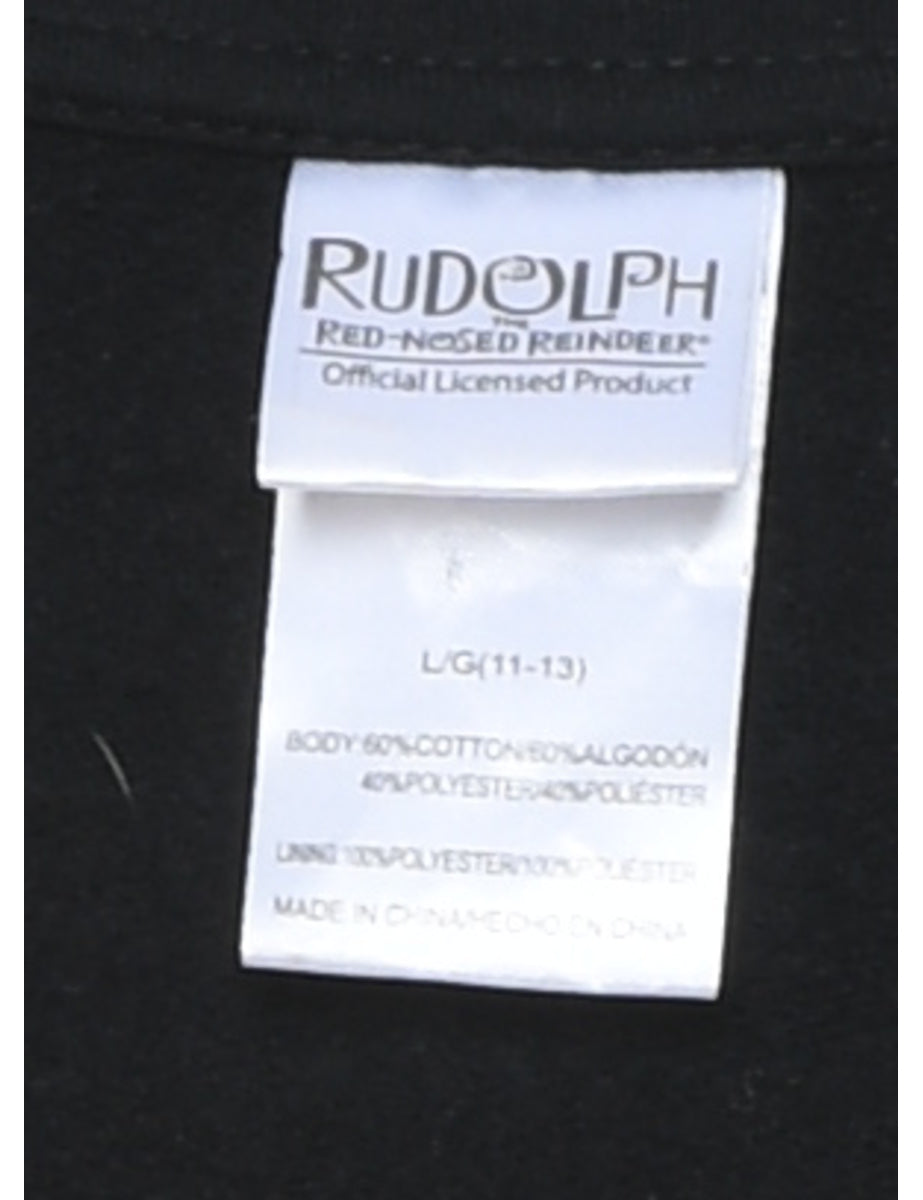 RUDOLPH
THE
RED-NOSED REINDEER®
Official Licensed Product
L/G(11-13)
BODY:60%COTTON/60%ALGODÓN
40%POLYESTER/40%POLIÉSTER
LINING:100%POLYESTER/100%POLIÉSTER
MADE IN CHINA/HECHO EN CHINA